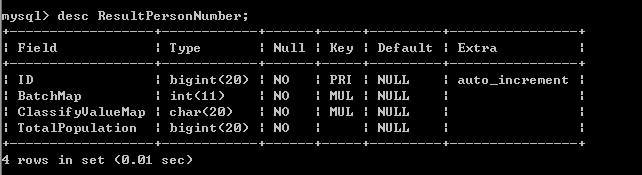 mysql> desc ResultPersonNumber;
+------------------+------------+------+-----+---------+----------------+
| Field            | Type       | Null | Key | Default | Extra          |
+------------------+------------+------+-----+---------+----------------+
| ID               | bigint(20) | NO   | PRI | NULL    | auto_increment |
| BatchMap         | int(11)    | NO   | MUL | NULL    |                |
| ClassifyValueMap | char(20)   | NO   | MUL | NULL    |                |
| TotalPopulation  | bigint(20) | NO   |     | NULL    |                |
+------------------+------------+------+-----+---------+----------------+
4 rows in set (0.01 sec)